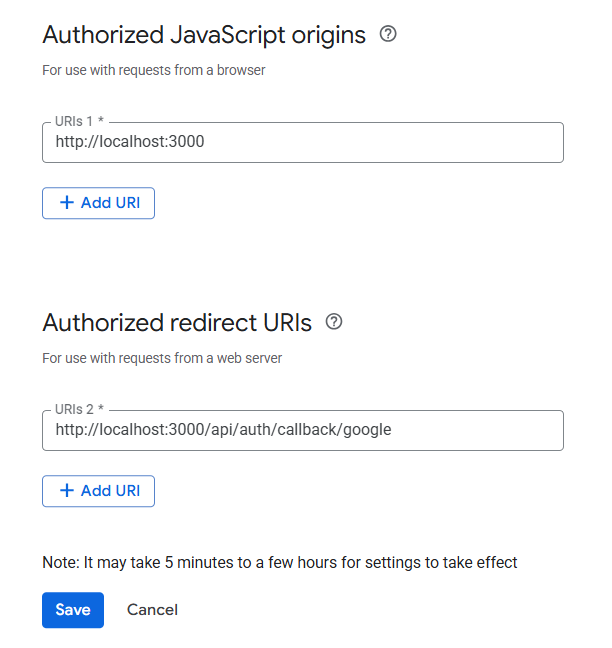 Authorized JavaScript origins
For use with requests from a browser
URIs 1 *
http://localhost:3000
+ Add URI
Authorized redirect URIs
For use with requests from a web server
URIs 2 *
http://localhost:3000/api/auth/callback/google
+ Add URI
Note: It may take 5 minutes to a few hours for settings to take effect
Save Cancel